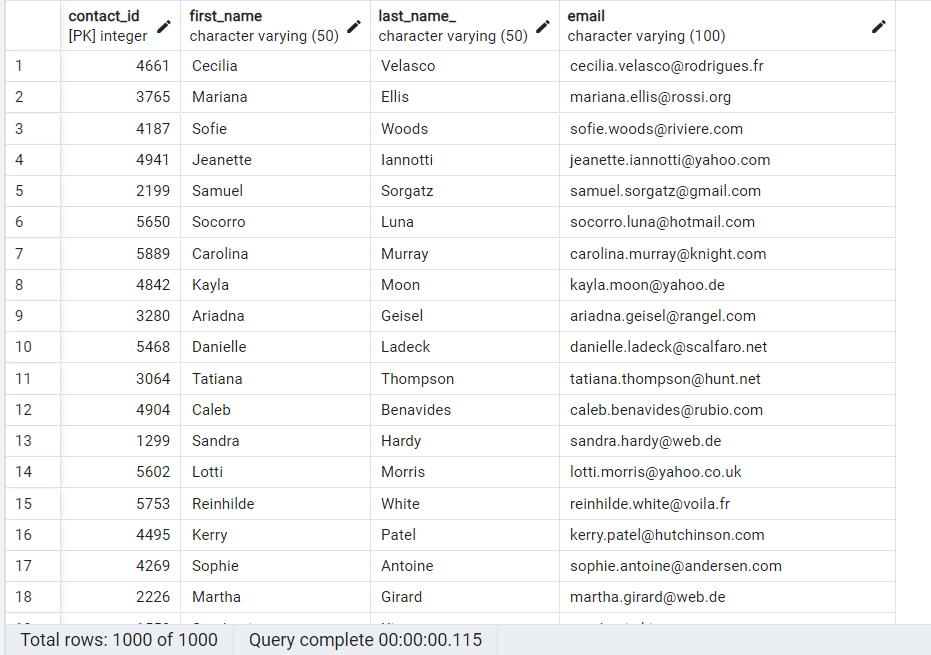 contact_id first_name last_name_ email
[PK] integer character varying (50) character varying (50) character varying (100)
1 4661 Cecilia Velasco cecilia.velasco@rodrigues.fr
2 3765 Mariana Ellis mariana.ellis@rossi.org
3 4187 Sofie Woods sofie.woods@riviere.com
4 4941 Jeanette Iannotti jeanette.iannotti@yahoo.com
5 2199 Samuel Sorgatz samuel.sorgatz@gmail.com
6 5650 Socorro Luna socorro.luna@hotmail.com
7 5889 Carolina Murray carolina.murray@knight.com
8 4842 Kayla Moon kayla.moon@yahoo.de
9 3280 Ariadna Geisel ariadna.geisel@rangel.com
10 5468 Danielle Ladeck danielle.ladeck@scalfaro.net
11 3064 Tatiana Thompson tatiana.thompson@hunt.net
12 4904 Caleb Benavides caleb.benavides@rubio.com
13 1299 Sandra Hardy sandra.hardy@web.de
14 5602 Lotti Morris lotti.morris@yahoo.co.uk
15 5753 Reinhilde White reinhilde.white@voila.fr
16 4495 Kerry Patel kerry.patel@hutchinson.com
17 4269 Sophie Antoine sophie.antoine@andersen.com
18 2226 Martha Girard martha.girard@web.de
Total rows: 1000 of 1000 Query complete 00:00:00.115